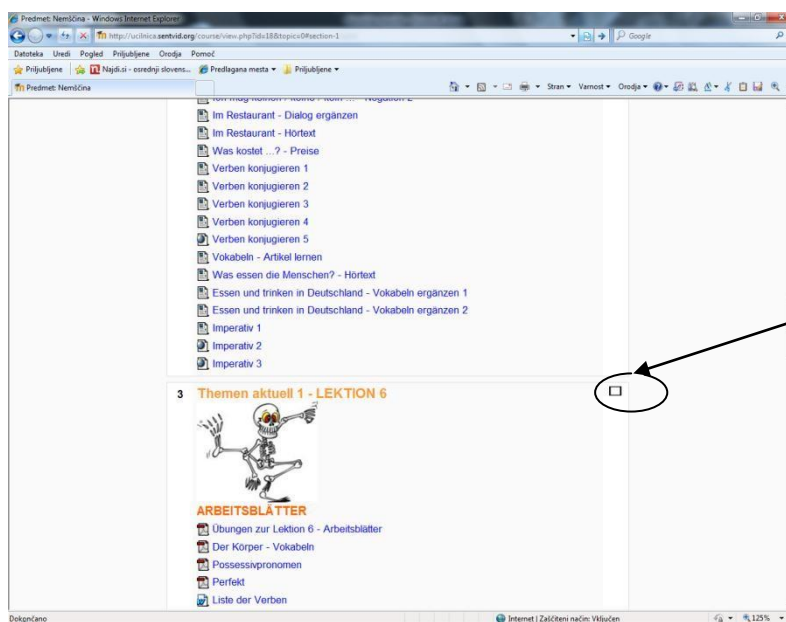 Predmet: Nemščina - Windows Internet Explorer
http://ucilnica.sentvid.org/course/view.php?id=18&topic=0#section-1
Google
Datoteka Uredi Pogled Priljubljene Orodja Pomoč
Priljubljene Najdi.si - osrednji slovens... Predlagana mesta Priljubljene
Predmet: Nemščina Stran Varnost Orodja
Im Restaurant - Dialog ergänzen
Im Restaurant - Hörtext
Was kostet ...? - Preise
Verben konjugieren 1
Verben konjugieren 2
Verben konjugieren 3
Verben konjugieren 4
Verben konjugieren 5
Vokabeln - Artikel lernen
Was essen die Menschen? - Hörtext
Essen und trinken in Deutschland - Vokabeln ergänzen 1
Essen und trinken in Deutschland - Vokabeln ergänzen 2
Imperativ 1
Imperativ 2
Imperativ 3
3 Themen aktuell 1 - LEKTION 6
ARBEITSBLÄTTER
Übungen zur Lektion 6 - Arbeitsblätter
Der Körper - Vokabeln
Possessivpronomen
Perfekt
Liste der Verben
Dokončano Internet | Zaščiteni način: Vključen 125%